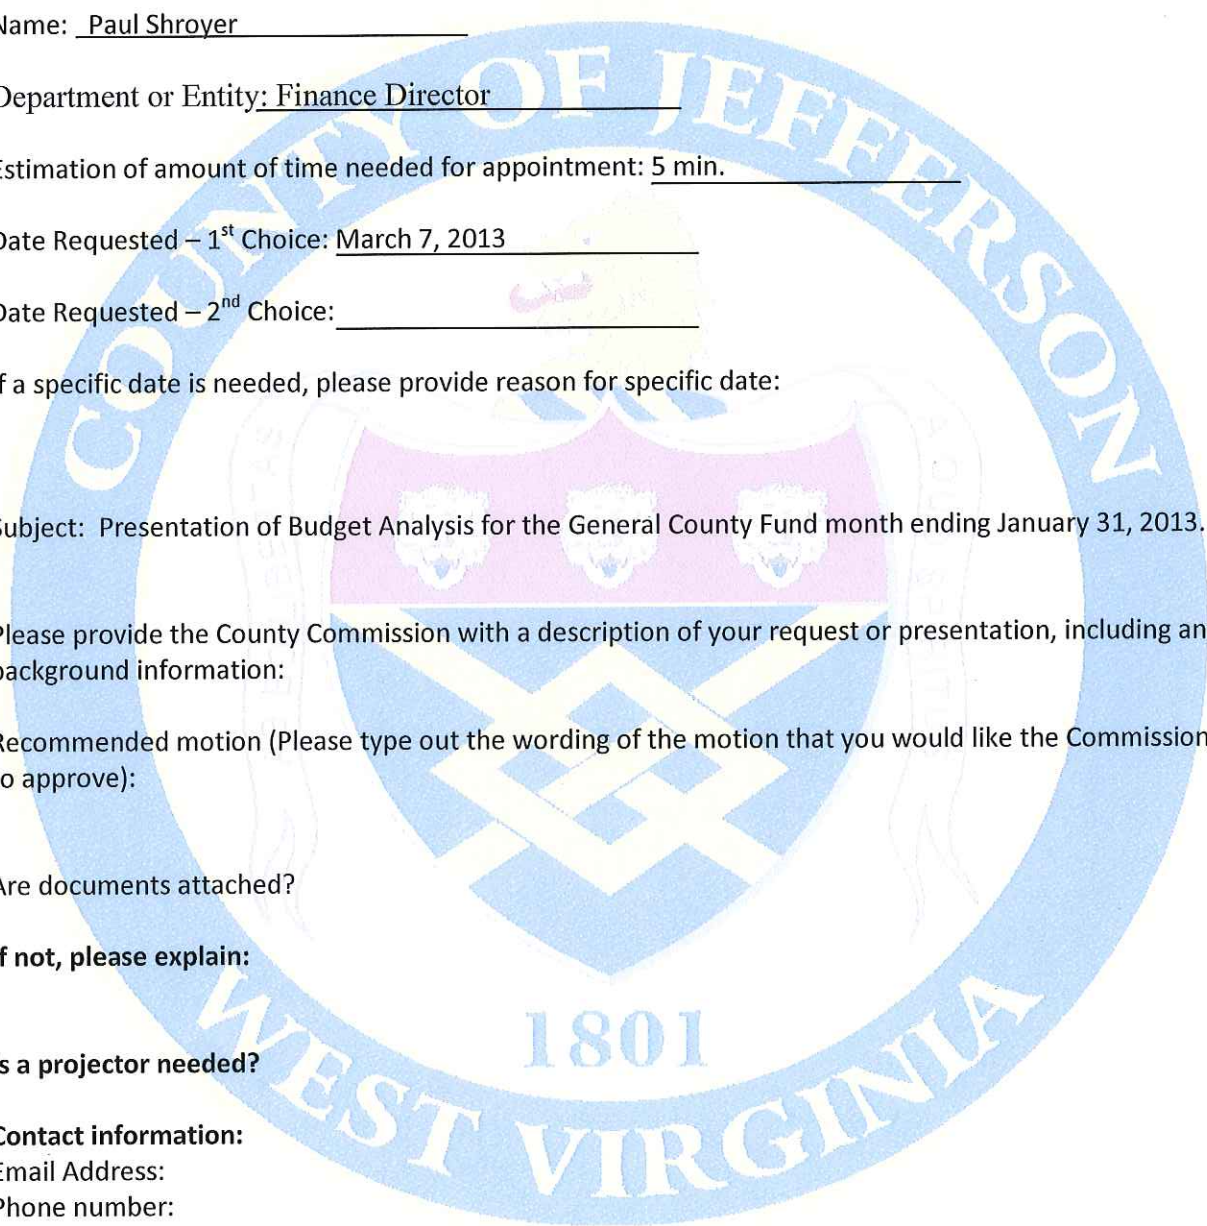 Name: Paul Shroyer
Department or Entity: Finance Director
Estimation of amount of time needed for appointment: 5 min.
Date Requested – 1st Choice: March 7, 2013
Date Requested – 2nd Choice:
If a specific date is needed, please provide reason for specific date:
Subject: Presentation of Budget Analysis for the General County Fund month ending January 31, 2013.
Please provide the County Commission with a description of your request or presentation, including an
background information:
Recommended motion (Please type out the wording of the motion that you would like the Commission
to approve):
Are documents attached?
If not, please explain:
Is a projector needed?
Contact information:
Email Address:
Phone number:
COUNTY OF JEFFERSON
1801
WEST VIRGINIA